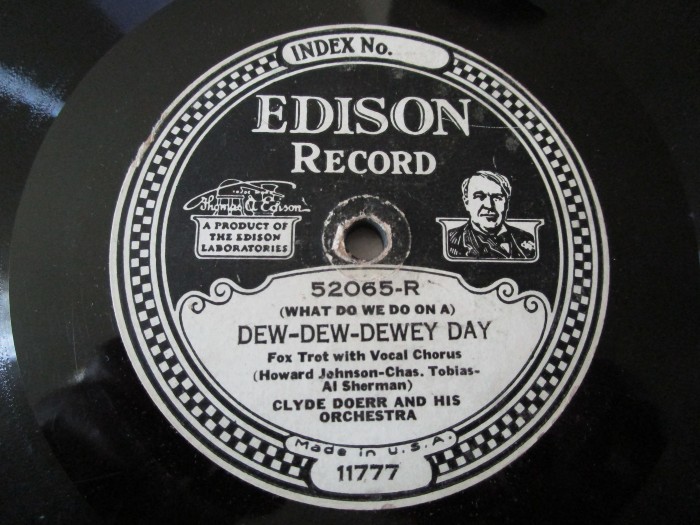 INDEX No.
EDISON
RECORD
Thomas A Edison
A PRODUCT OF
THE EDISON
LABORATORIES
52065-R
(WHAT DO WE DO ON A)
DEW-DEW-DEWEY DAY
Fox Trot with Vocal Chorus
(Howard Johnson-Chas. Tobias-
Al Sherman)
CLYDE DOERR AND HIS
ORCHESTRA
Made in U.S.A.
11777